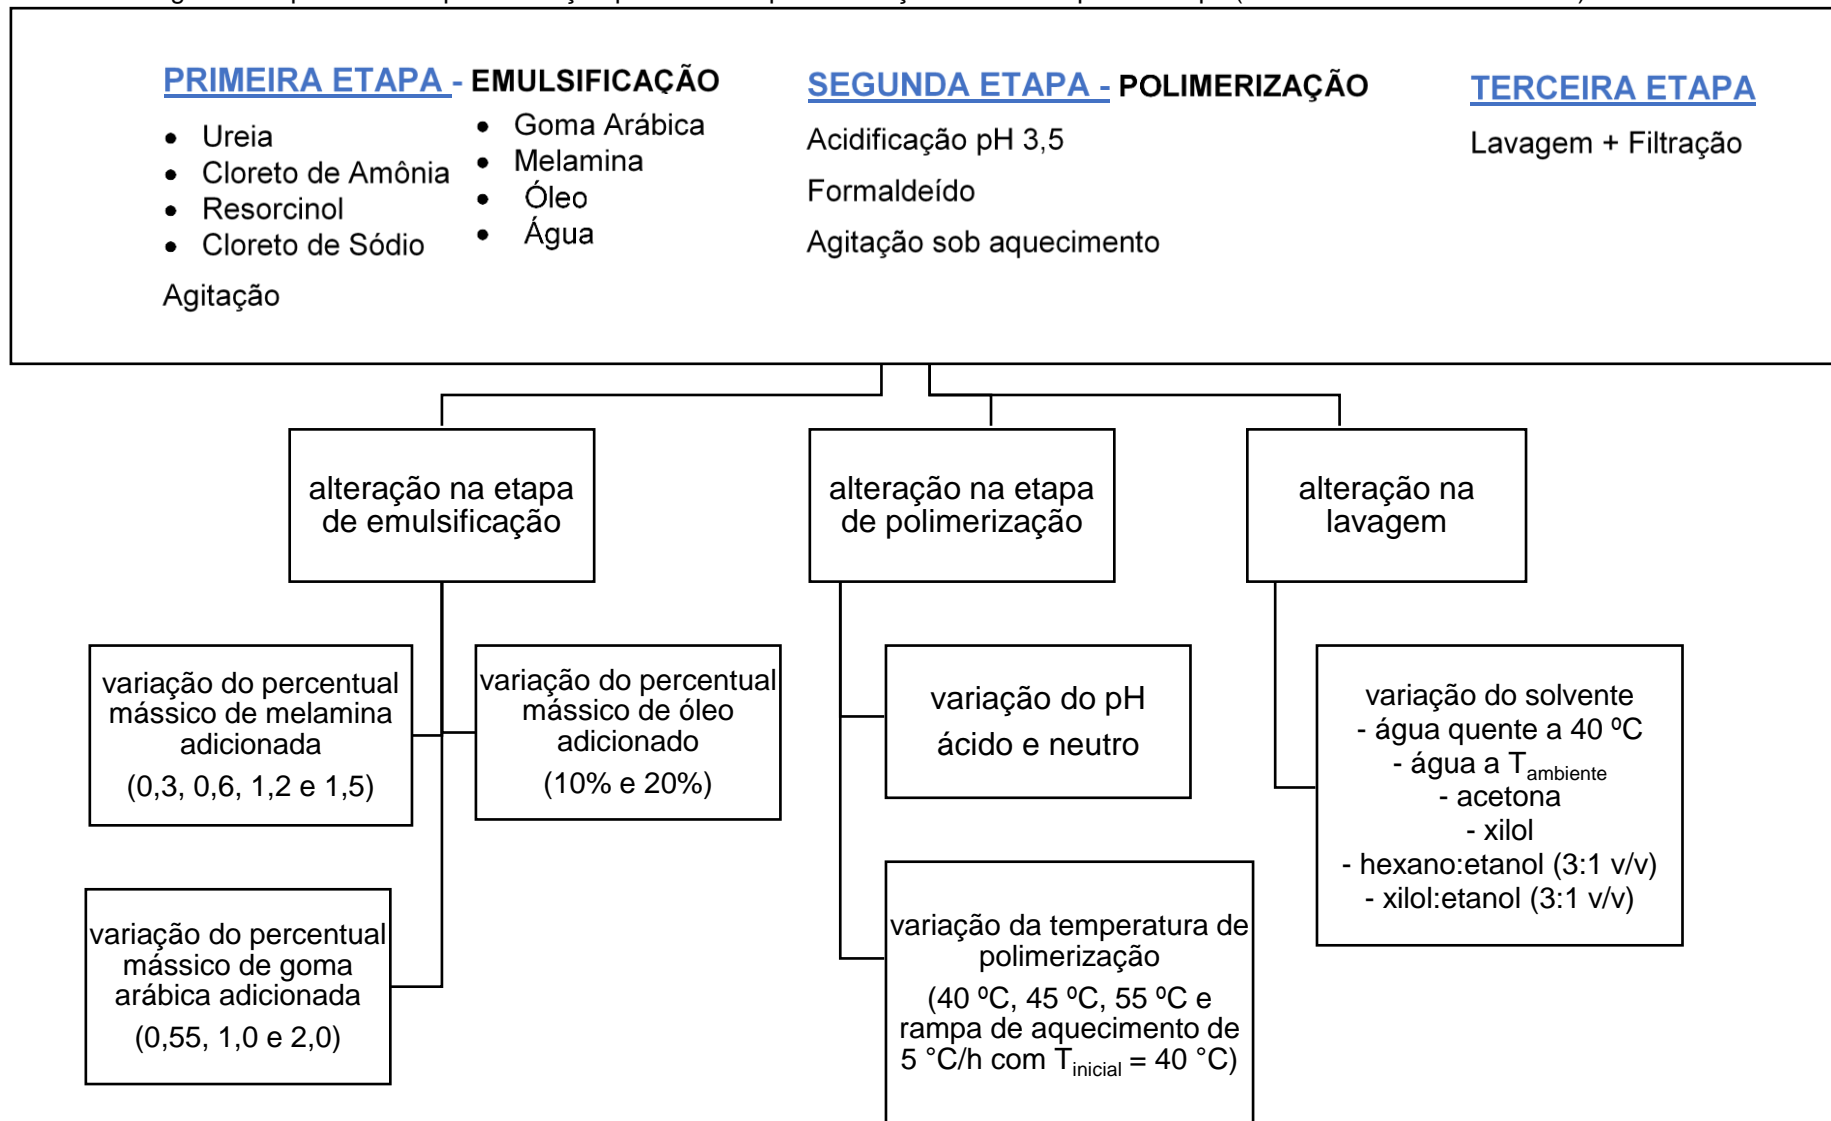 PRIMEIRA ETAPA - EMULSIFICAÇÃO
• Ureia
• Cloreto de Amônia
• Resorcinol
• Cloreto de Sódio
• Goma Arábica
• Melamina
• Óleo
• Água
Agitação
SEGUNDA ETAPA - POLIMERIZAÇÃO
Acidificação pH 3,5
Formaldeído
Agitação sob aquecimento
TERCEIRA ETAPA
Lavagem + Filtração
alteração na etapa
de emulsificação
variação do percentual
mássico de melamina
adicionada
(0,3, 0,6, 1,2 e 1,5)
variação do percentual
mássico de óleo
adicionado
(10% e 20%)
variação do percentual
mássico de goma
arábica adicionada
(0,55, 1,0 e 2,0)
alteração na etapa
de polimerização
variação do pH
ácido e neutro
variação da temperatura de
polimerização
(40 ºC, 45 ºC, 55 ºC e
rampa de aquecimento de
5 °C/h com Tinicial = 40 °C)
alteração na
lavagem
variação do solvente
- água quente a 40 ºC
- água a Tambiente
- acetona
- xilol
- hexano:etanol (3:1 v/v)
- xilol:etanol (3:1 v/v)